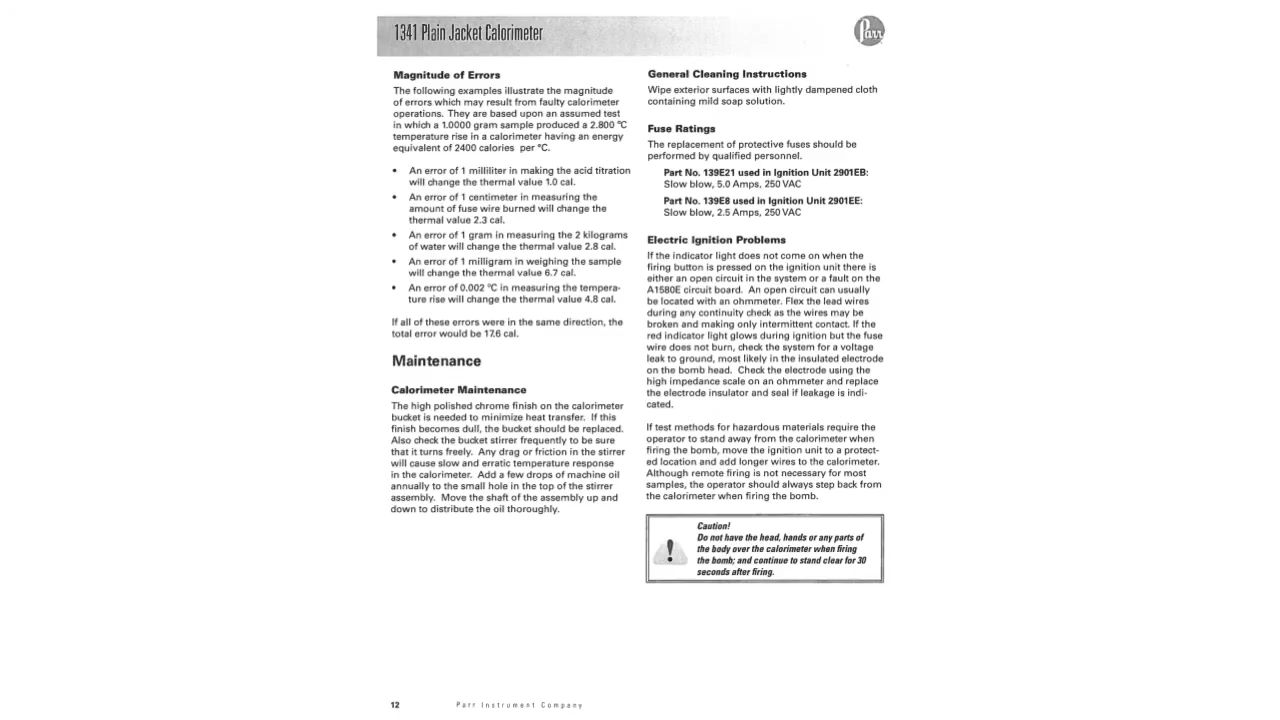 1341 Plain Jacket Calorimeter
Parr
Magnitude of Errors
The following examples illustrate the magnitude
of errors which may result from faulty calorimeter
operations. They are based upon an assumed test
in which a 1.0000 gram sample produced a 2.800 °C
temperature rise in a calorimeter having an energy
equivalent of 2400 calories per °C.
• An error of 1 milliliter in making the acid titration
will change the thermal value 1.0 cal.
• An error of 1 centimeter in measuring the
amount of fuse wire burned will change the
thermal value 2.3 cal.
• An error of 1 gram in measuring the 2 kilograms
of water will change the thermal value 2.8 cal.
• An error of 1 milligram in weighing the sample
will change the thermal value 6.7 cal.
• An error of 0.002 °C in measuring the tempera-
ture rise will change the thermal value 4.8 cal.
If all of these errors were in the same direction, the
total error would be 17.6 cal.
Maintenance
Calorimeter Maintenance
The high polished chrome finish on the calorimeter
bucket is needed to minimize heat transfer. If this
finish becomes dull, the bucket should be replaced.
Also check the bucket stirrer frequently to be sure
that it turns freely. Any drag or friction in the stirrer
will cause slow and erratic temperature response
in the calorimeter. Add a few drops of machine oil
annually to the small hole in the top of the stirrer
assembly. Move the shaft of the assembly up and
down to distribute the oil thoroughly.
General Cleaning Instructions
Wipe exterior surfaces with lightly dampened cloth
containing mild soap solution.
Fuse Ratings
The replacement of protective fuses should be
performed by qualified personnel.
Part No. 139E21 used in Ignition Unit 2901EB:
Slow blow, 5.0 Amps, 250 VAC
Part No. 139E8 used in Ignition Unit 2901EE:
Slow blow, 2.5 Amps, 250 VAC
Electric Ignition Problems
If the indicator light does not come on when the
firing button is pressed on the ignition unit there is
either an open circuit in the system or a fault on the
A1580E circuit board. An open circuit can usually
be located with an ohmmeter. Flex the lead wires
during any continuity check as the wires may be
broken and making only intermittent contact. If the
red indicator light glows during ignition but the fuse
wire does not burn, check the system for a voltage
leak to ground, most likely in the insulated electrode
on the bomb head. Check the electrode using the
high impedance scale on an ohmmeter and replace
the electrode insulator and seal if leakage is indi-
cated.
If test methods for hazardous materials require the
operator to stand away from the calorimeter when
firing the bomb, move the ignition unit to a protect-
ed location and add longer wires to the calorimeter.
Although remote firing is not necessary for most
samples, the operator should always step back from
the calorimeter when firing the bomb.
Caution!
Do not have the head, hands or any parts of
the body over the calorimeter when firing
the bomb; and continue to stand clear for 30
seconds after firing.
12 Parr Instrument Company